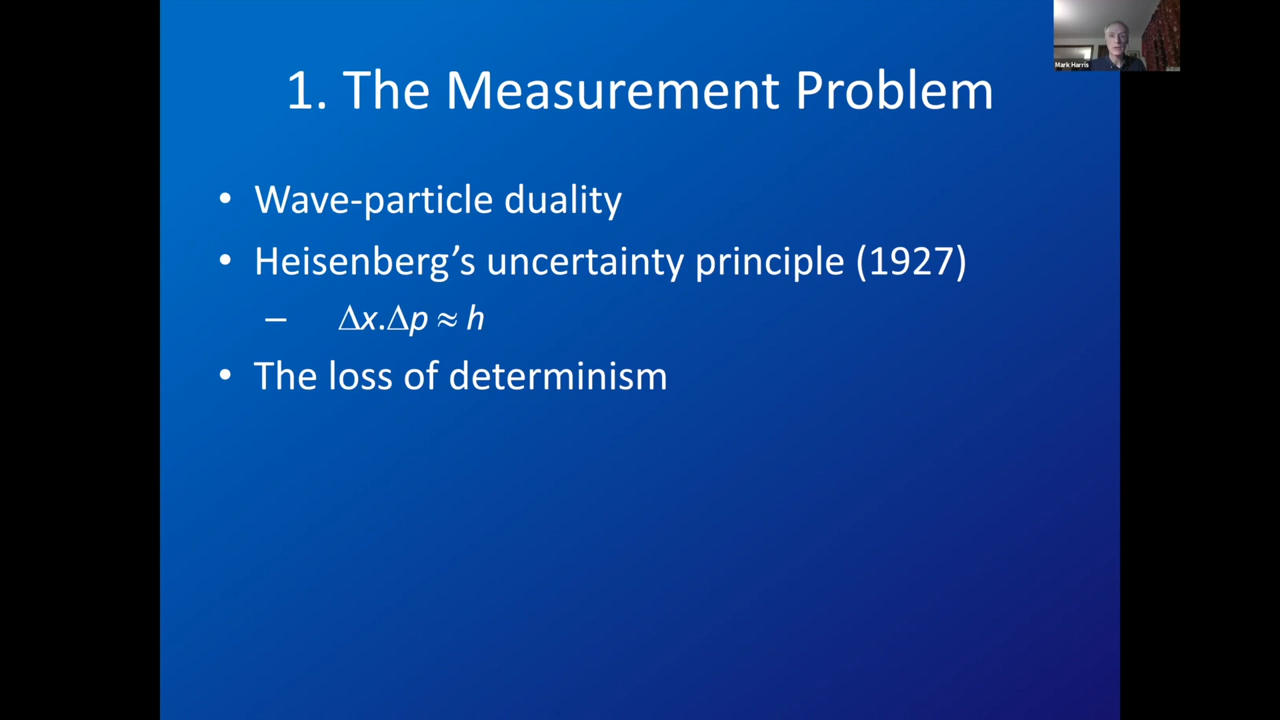 Mark Harris
1. The Measurement Problem
• Wave-particle duality
• Heisenberg’s uncertainty principle (1927)
– Δx.Δp ≈ h
• The loss of determinism